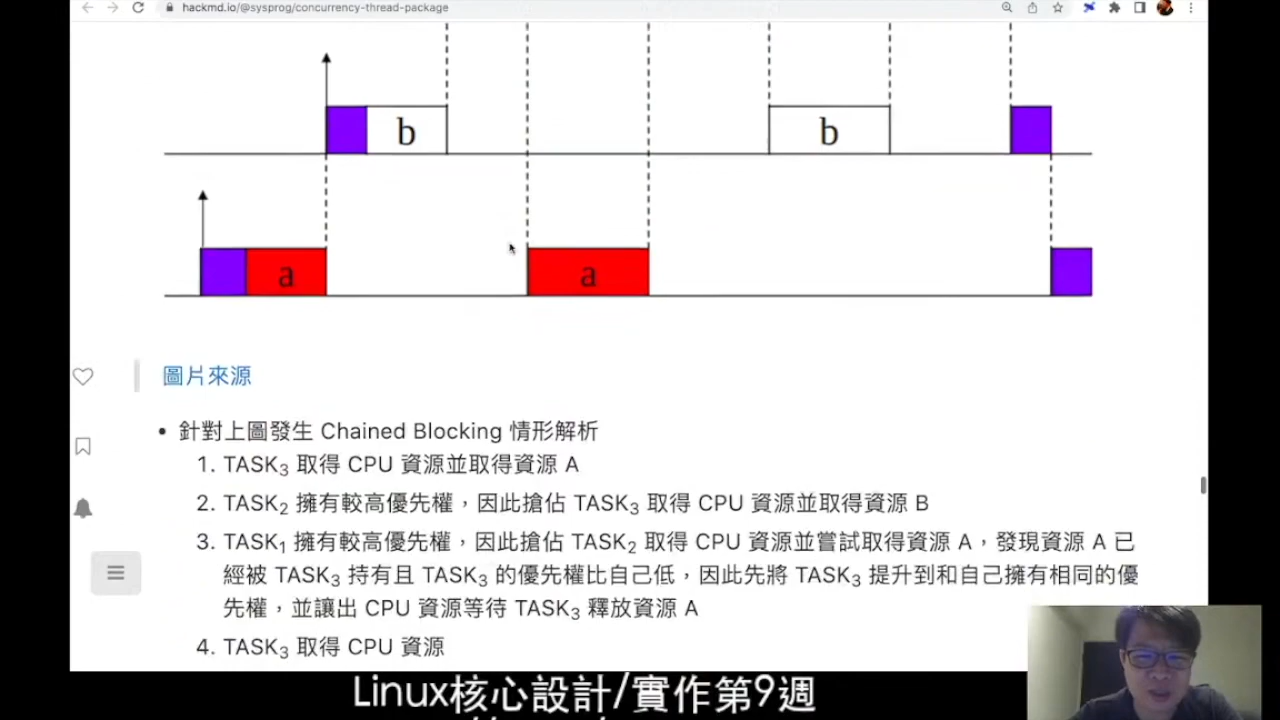 hackmd.io/@sysprog/concurrency-thread-package
b
b
a
a
圖片來源
針對上圖發生 Chained Blocking 情形解析
1. TASK3 取得 CPU 資源並取得資源 A
2. TASK2 擁有較高優先權，因此搶佔 TASK3 取得 CPU 資源並取得資源 B
3. TASK1 擁有較高優先權，因此搶佔 TASK2 取得 CPU 資源並嘗試取得資源 A，發現資源 A 已
經被 TASK3 持有且 TASK3 的優先權比自己低，因此先將 TASK3 提升到和自己擁有相同的優
先權，並讓出 CPU 資源等待 TASK3 釋放資源 A
4. TASK3 取得 CPU 資源
Linux核心設計/實作第9週